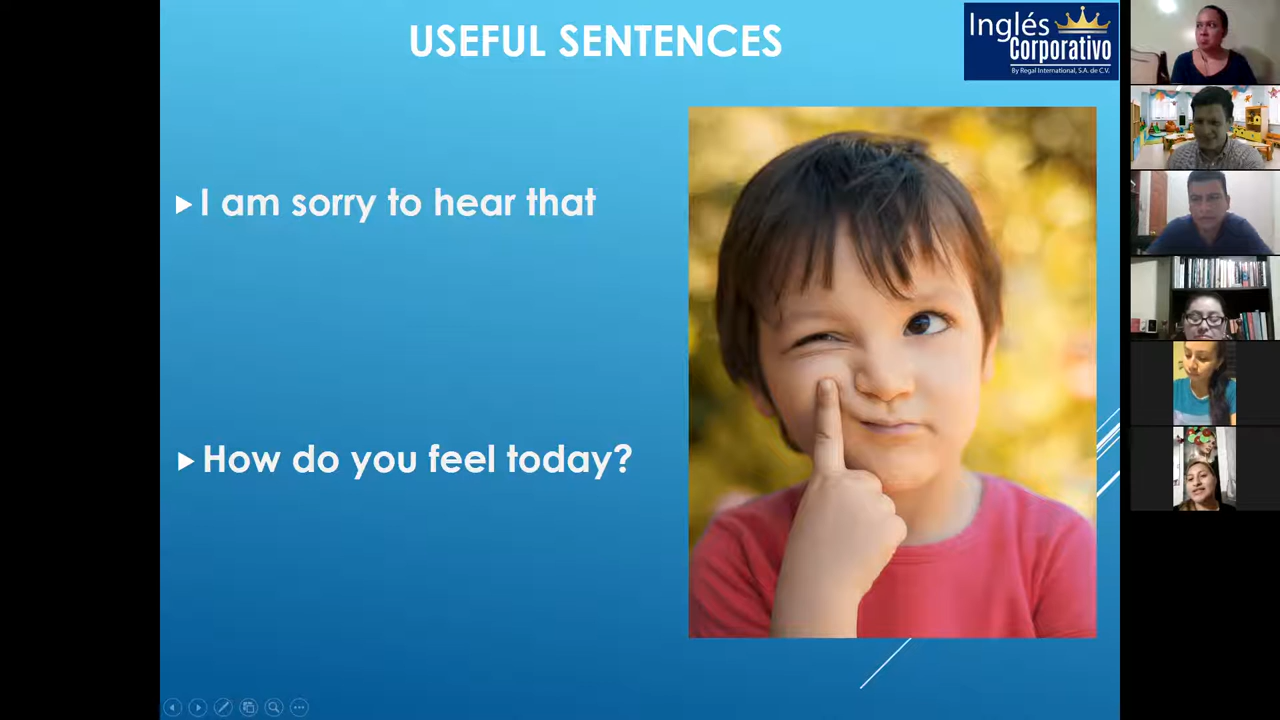 USEFUL SENTENCES
Inglés
Corporativo
By Regal International, S.A. de C.V.
I am sorry to hear that
How do you feel today?